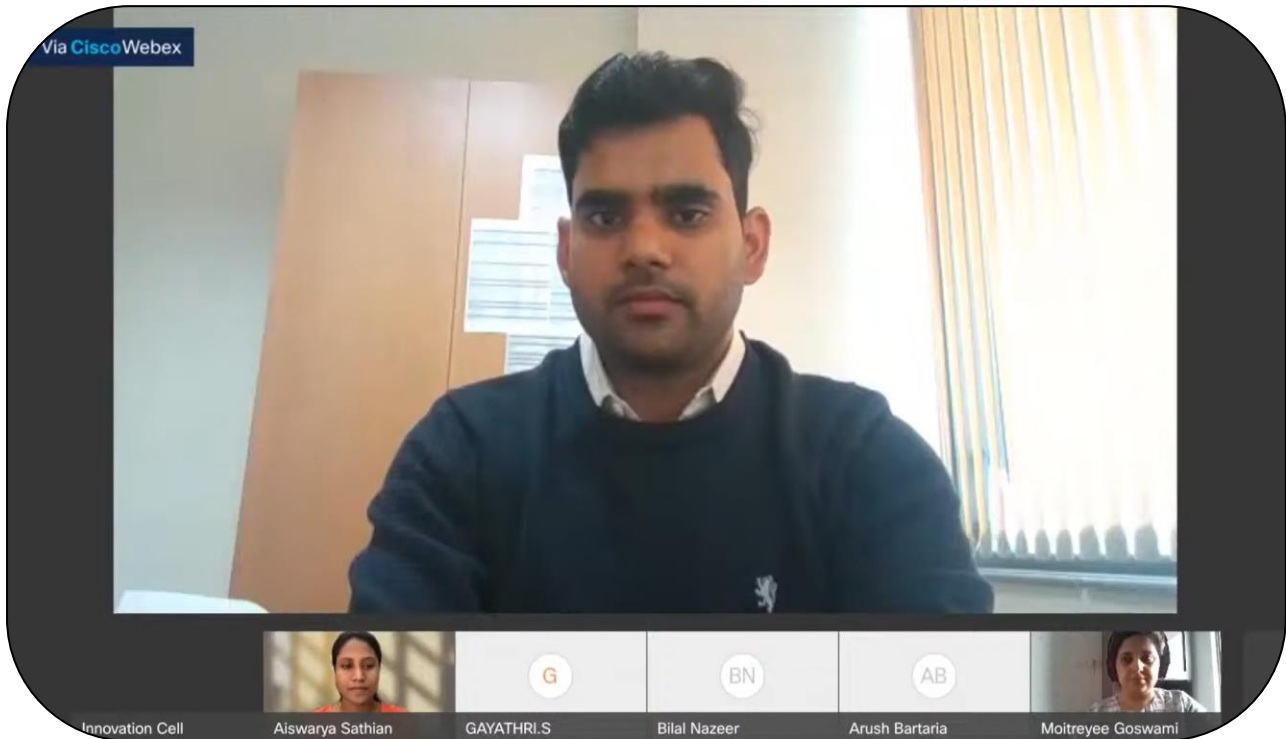 Via CiscoWebex
G
BN
AB
Innovation Cell
Aiswarya Sathian
GAYATHRI.S
Bilal Nazeer
Arush Bartaria
Moitreyee Goswami